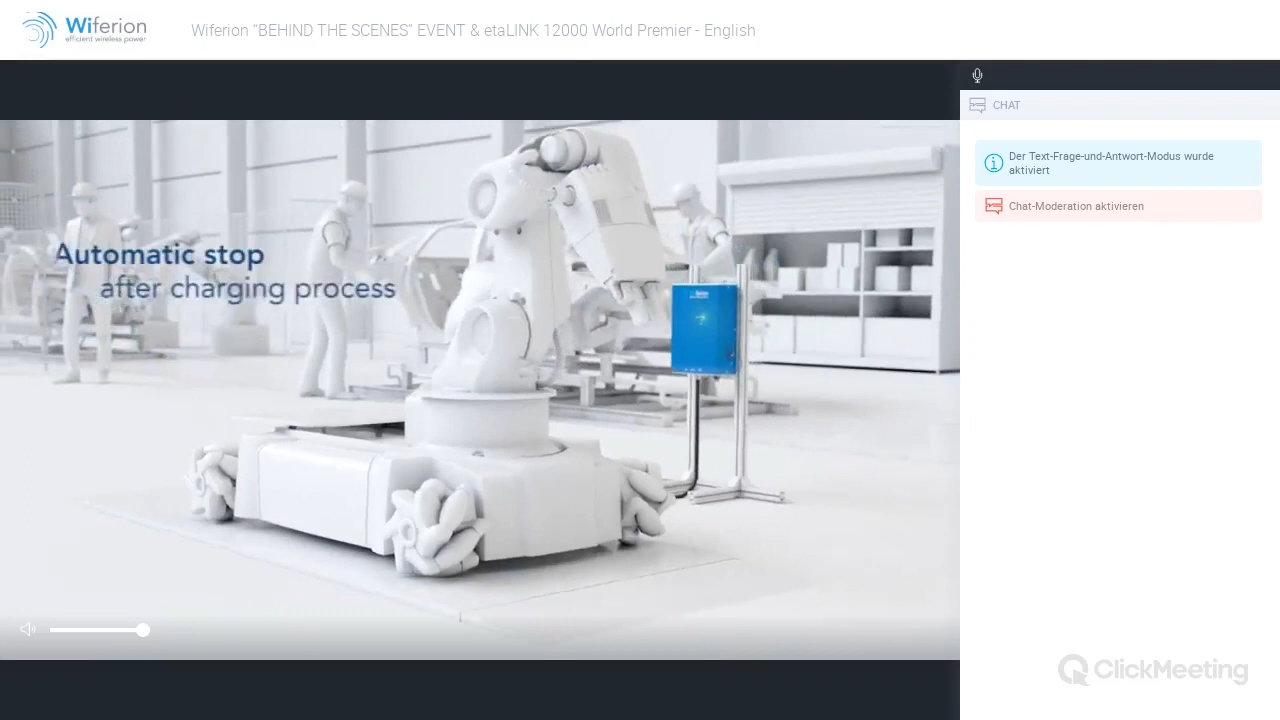 Wiferion
efficient wireless power
Wiferion “BEHIND THE SCENES” EVENT & etaLINK 12000 World Premier - English
CHAT
Der Text-Frage-und-Antwort-Modus wurde
aktiviert
Chat-Moderation aktivieren
Automatic stop
after charging process
ClickMeeting